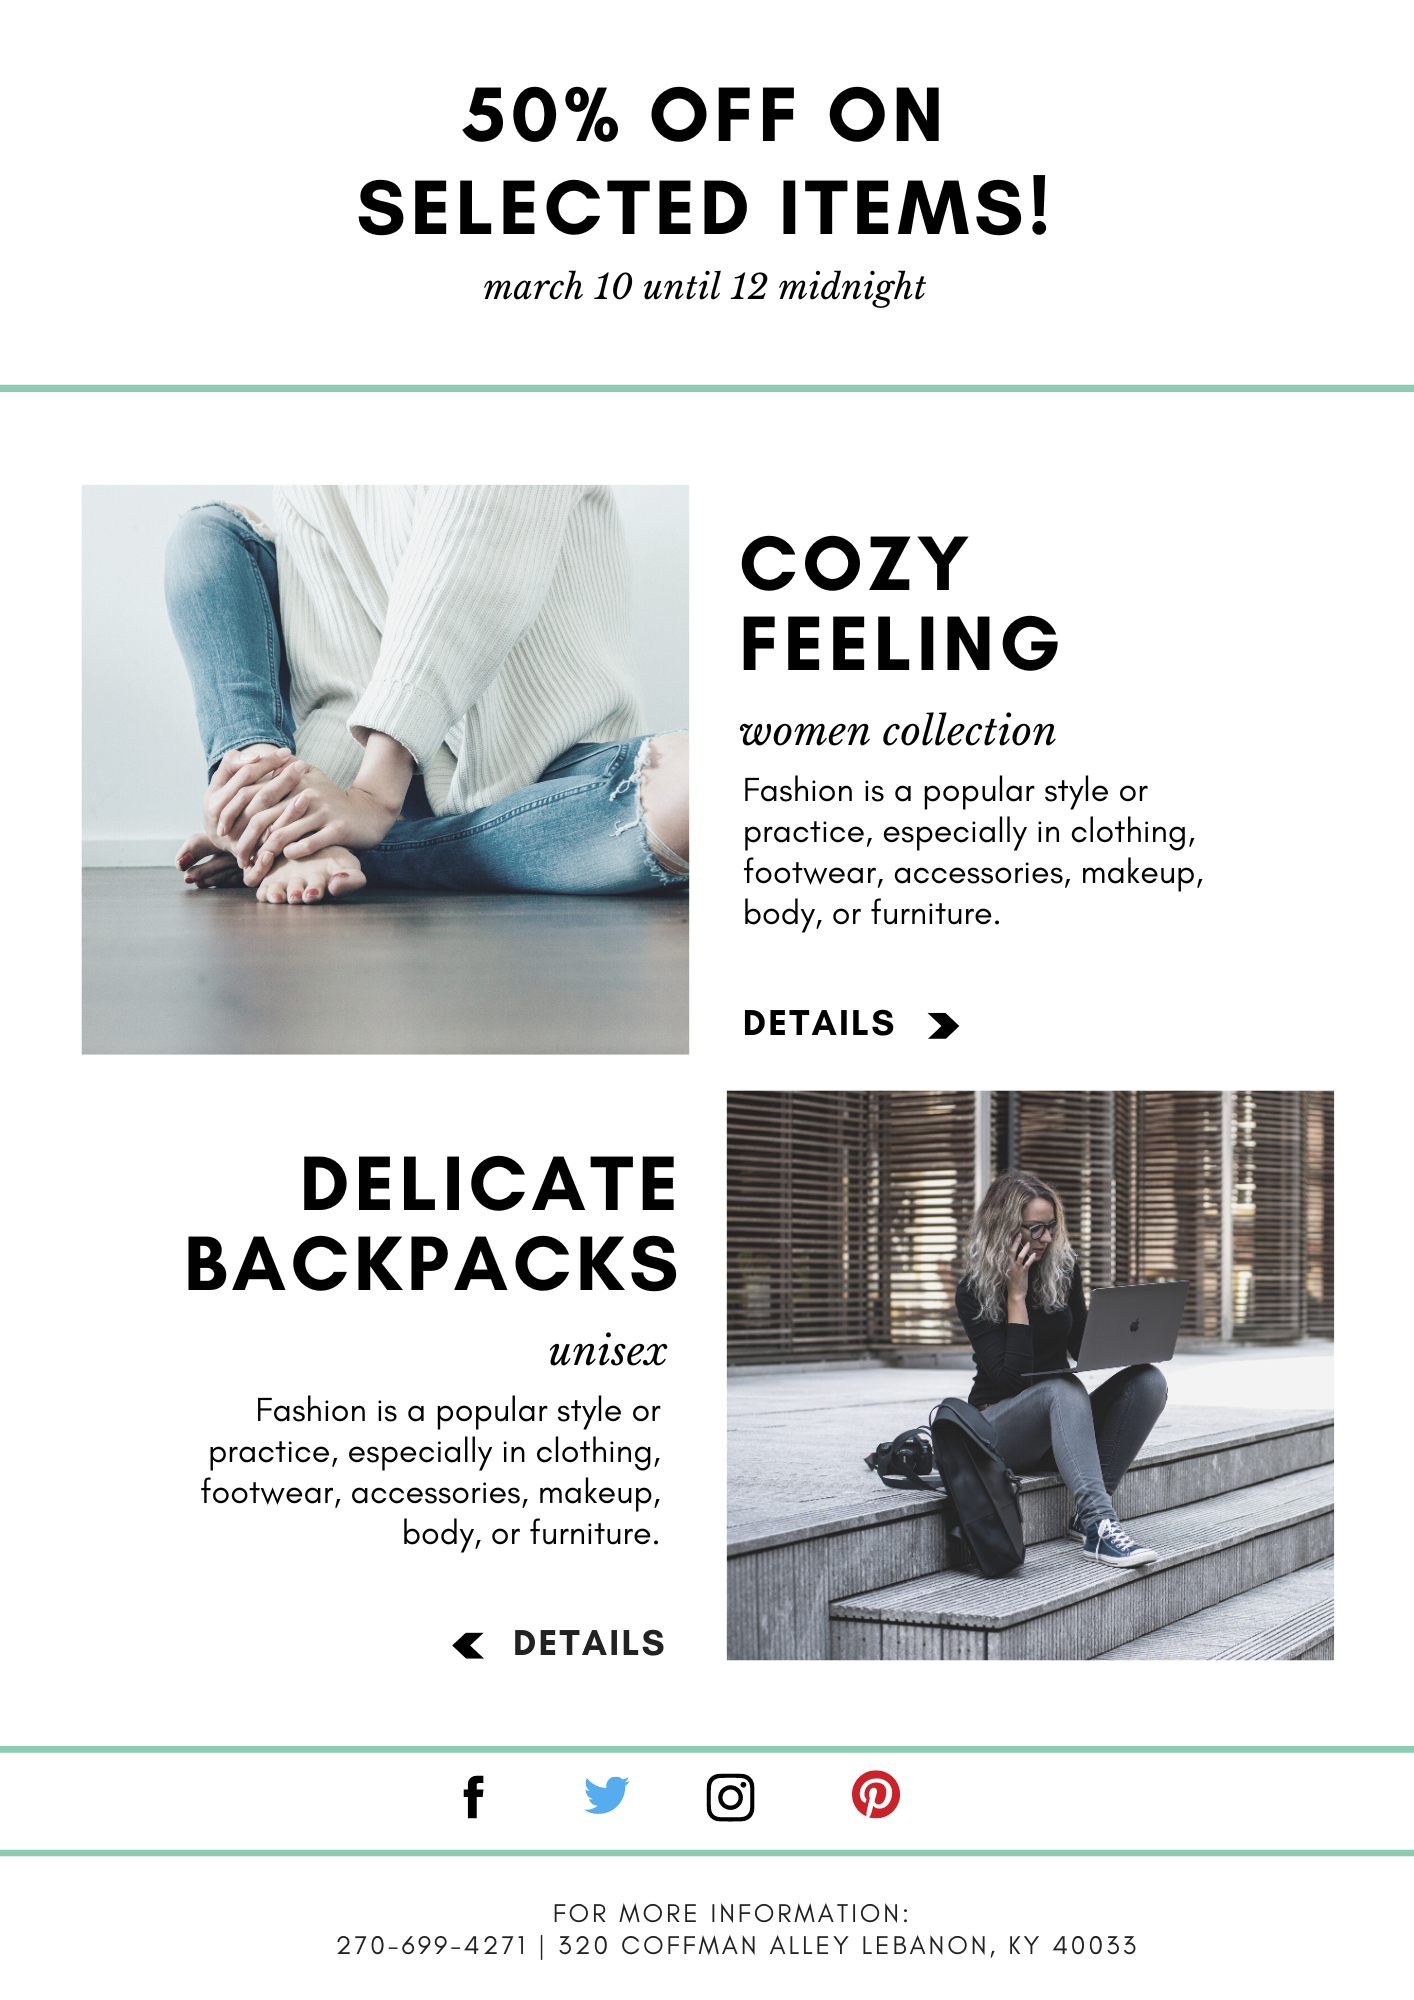 50% OFF ON
SELECTED ITEMS!
march 10 until 12 midnight
COZY
FEELING
women collection
Fashion is a popular style or
practice, especially in clothing,
footwear, accessories, makeup,
body, or furniture.
DETAILS
DELICATE
BACKPACKS
unisex
Fashion is a popular style or
practice, especially in clothing,
footwear, accessories, makeup,
body, or furniture.
DETAILS
FOR MORE INFORMATION:
270-699-4271 | 320 COFFMAN ALLEY LEBANON, KY 40033